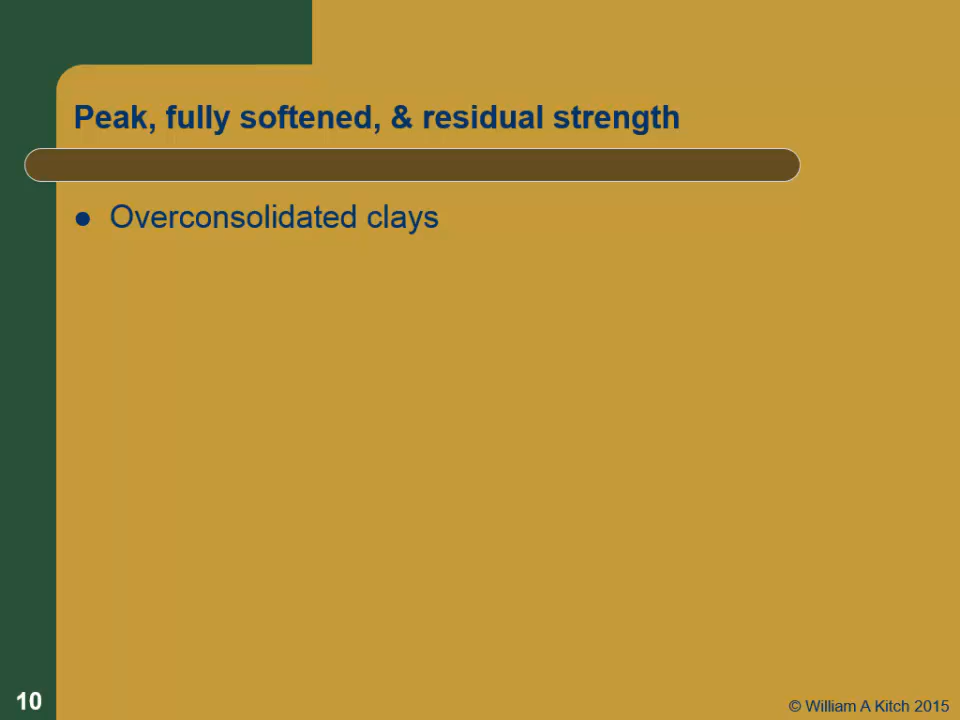 Peak, fully softened, & residual strength
● Overconsolidated clays
10
© William A Kitch 2015